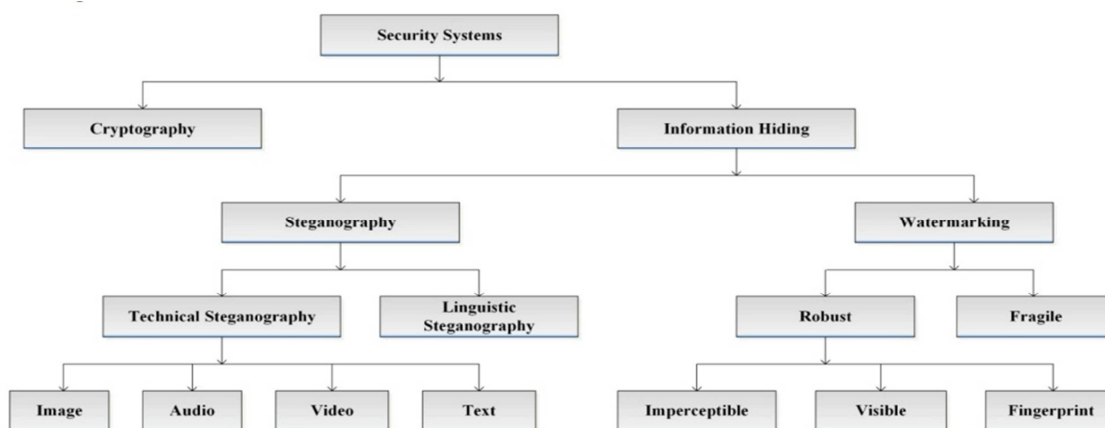 Security Systems
Cryptography
Information Hiding
Steganography
Watermarking
Technical Steganography
Linguistic
Steganography
Robust
Fragile
Image
Audio
Video
Text
Imperceptible
Visible
Fingerprint